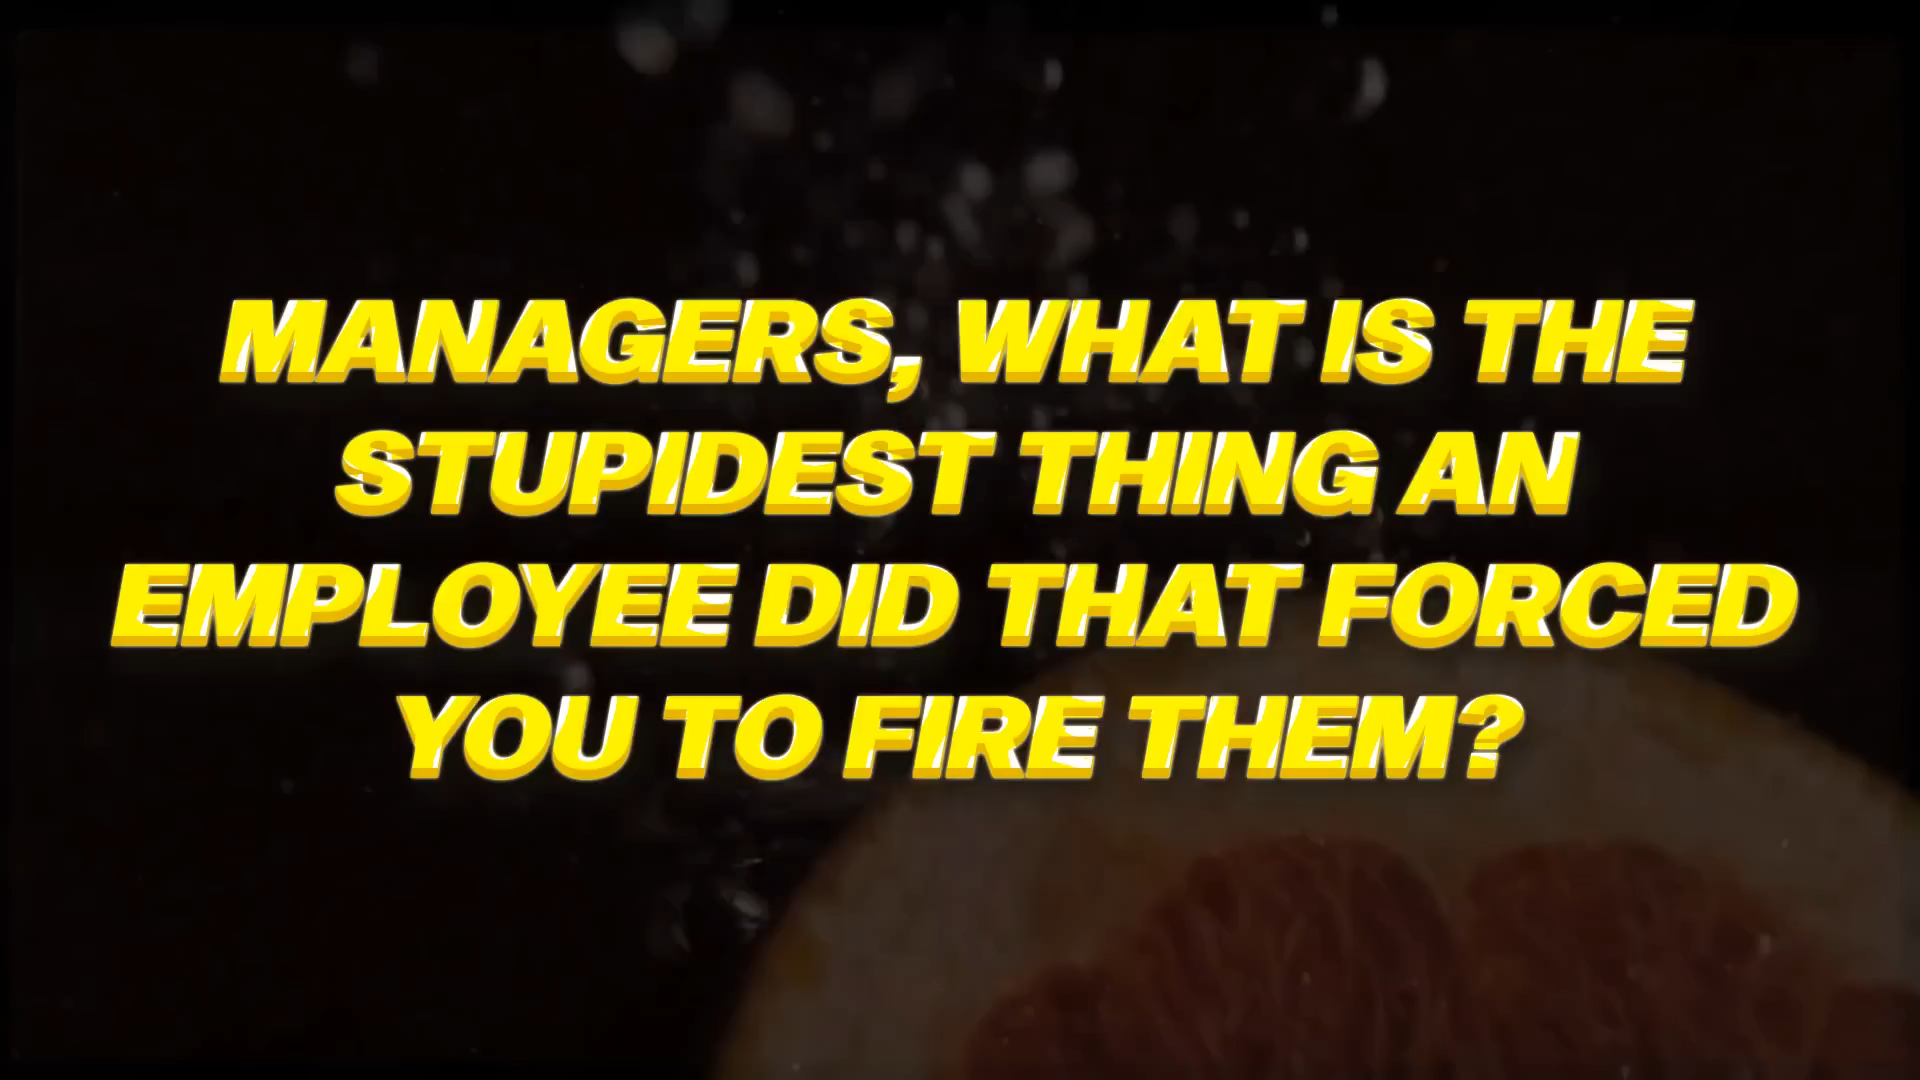 MANAGERS, WHAT IS THE
STUPIDEST THING AN
EMPLOYEE DID THAT FORCED
YOU TO FIRE THEM?